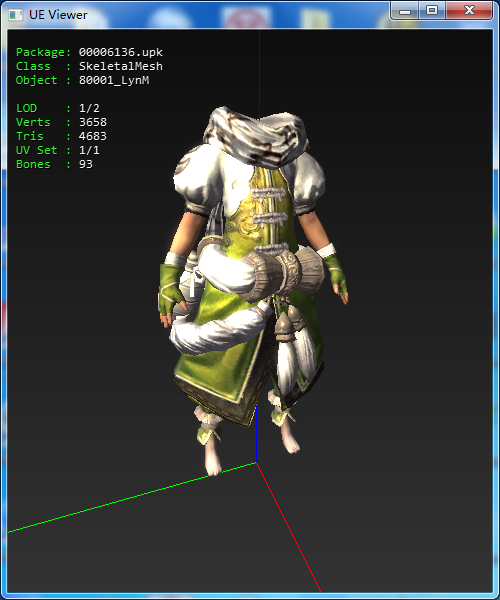 UE Viewer
Package: 00006136.upk
Class : SkeletalMesh
Object : 80001_LynM
LOD : 1/2
Verts : 3658
Tris : 4683
UV Set : 1/1
Bones : 93